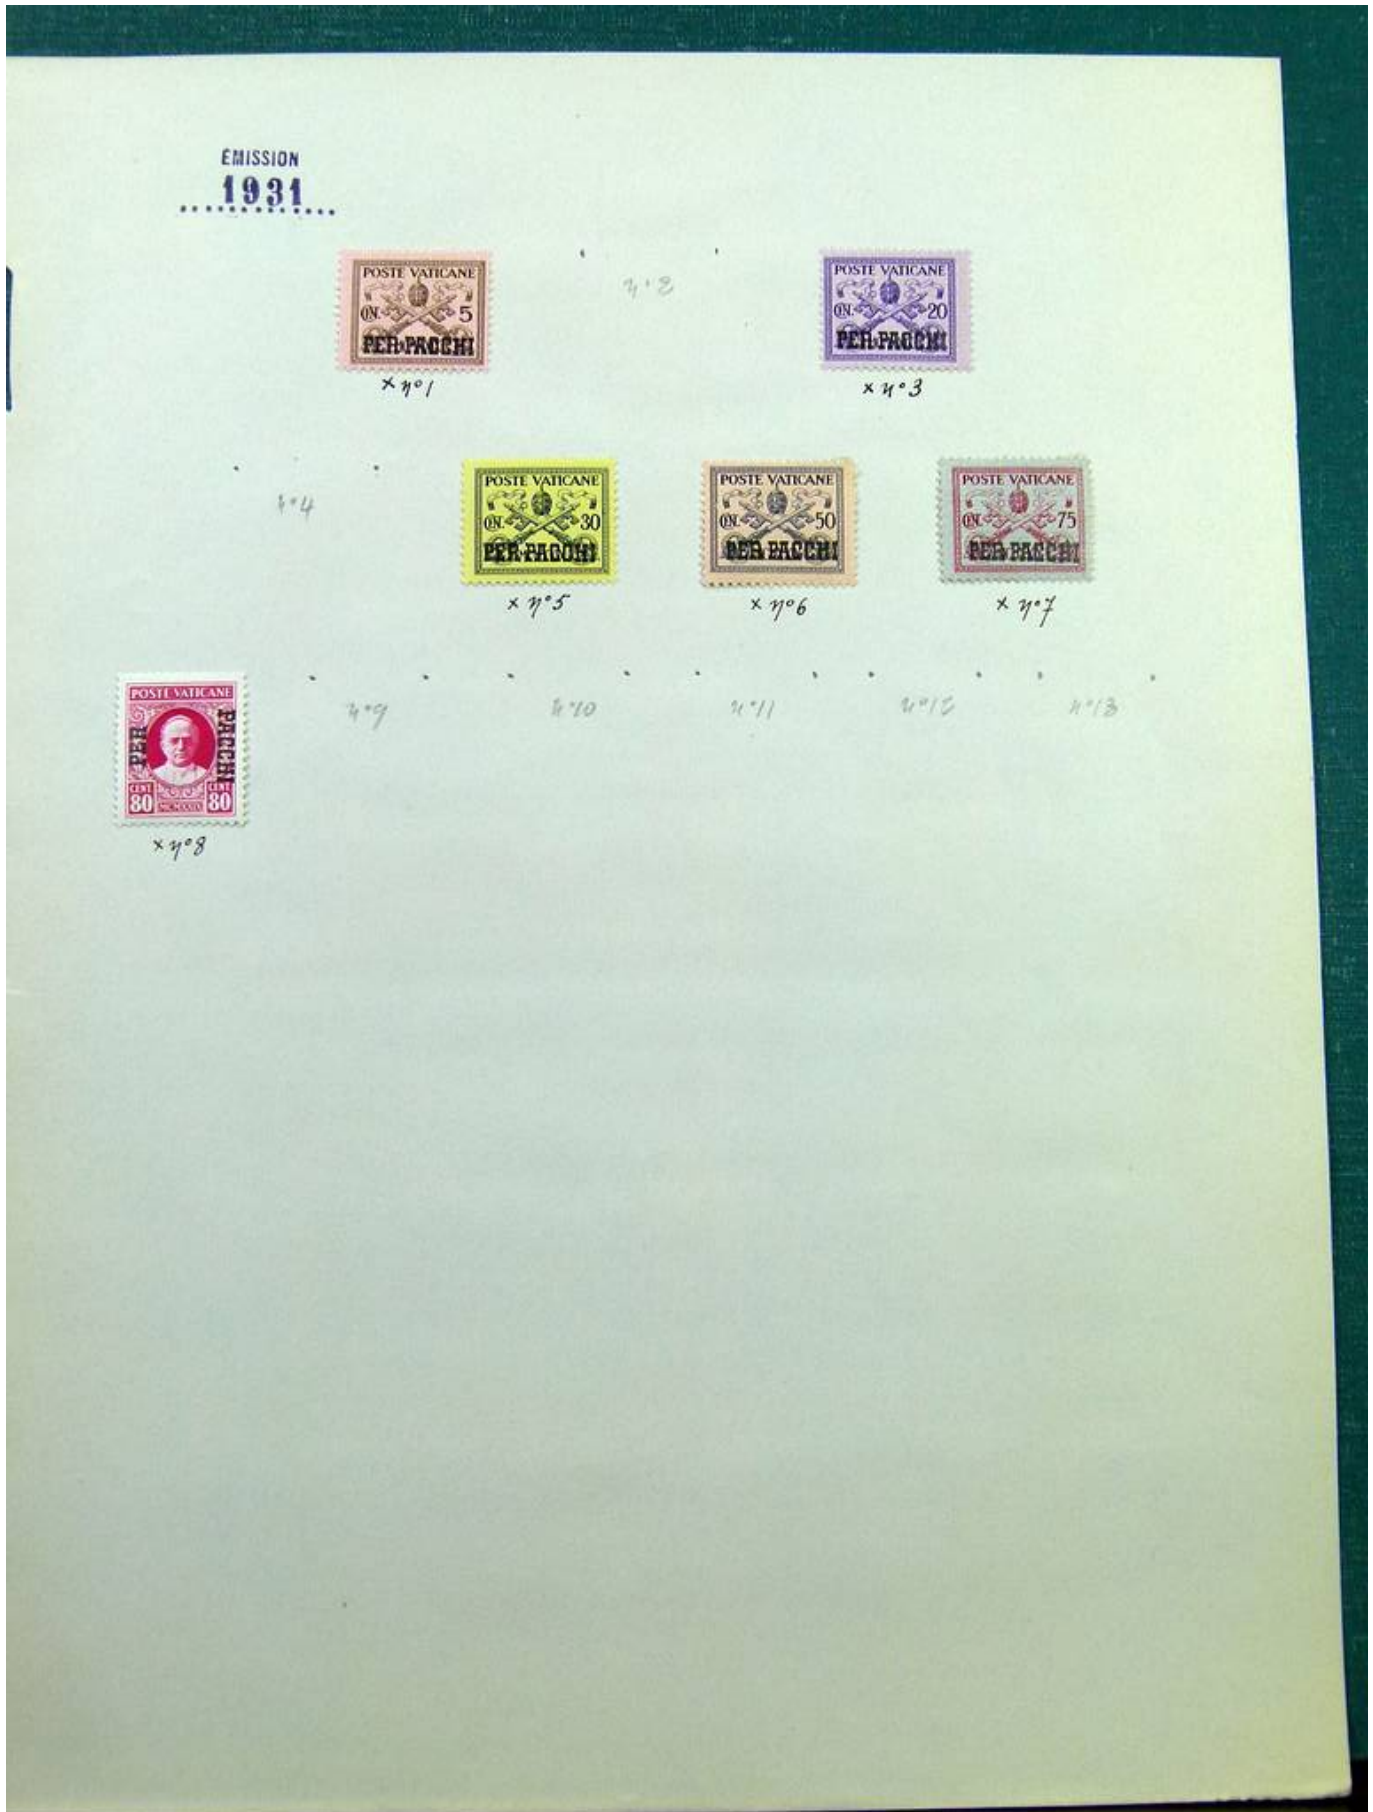 ÉMISSION
1931
POSTE VATICANE
CN. 5
PER PACCHI
× n°1
n°2
POSTE VATICANE
CN. 20
PER PACCHI
× n°3
n°4
POSTE VATICANE
CN. 30
PER PACCHI
× n°5
POSTE VATICANE
CN. 50
PER PACCHI
× n°6
POSTE VATICANE
CN. 75
PER PACCHI
× n°7
POSTE VATICANE
PER PACCHI
CENT 80 MCMXXIX CENT 80
× n°8
n°9
n°10
n°11
n°12
n°13